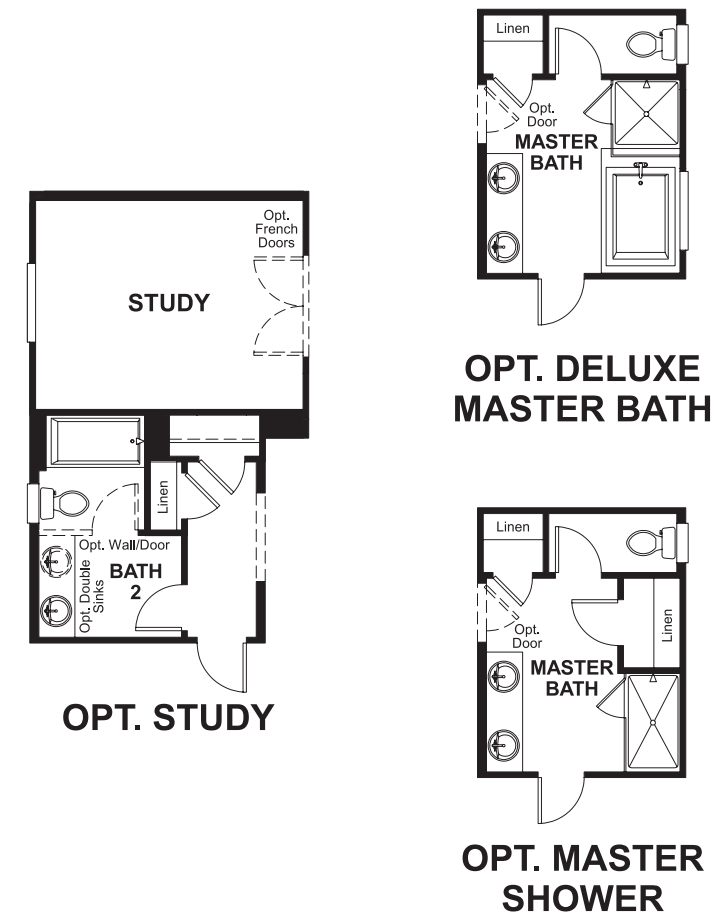 Opt.
French
Doors
STUDY
Linen
Opt. Wall/Door
BATH
2
Opt. Double
Sinks
OPT. STUDY
Linen
Opt.
Door
MASTER
BATH
OPT. DELUXE
MASTER BATH
Linen
Opt.
Door
Linen
MASTER
BATH
OPT. MASTER
SHOWER